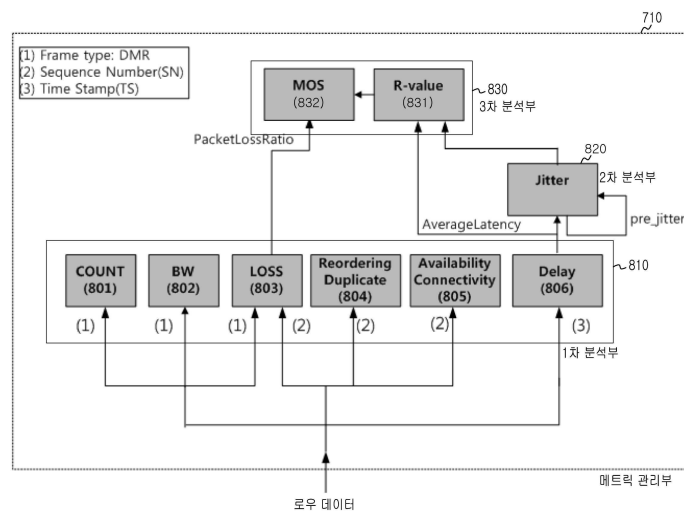 710
(1) Frame type: DMR
(2) Sequence Number(SN)
(3) Time Stamp(TS)
MOS
(832)
R-value
(831)
830
3차 분석부
PacketLossRatio
820
Jitter
2차 분석부
pre_jitter
AverageLatency
810
COUNT
(801)
BW
(802)
LOSS
(803)
Reordering
Duplicate
(804)
Availability
Connectivity
(805)
Delay
(806)
(1)
(1)
(1)
(2)
(2)
(2)
(3)
1차 분석부
메트릭 관리부
로우 데이터